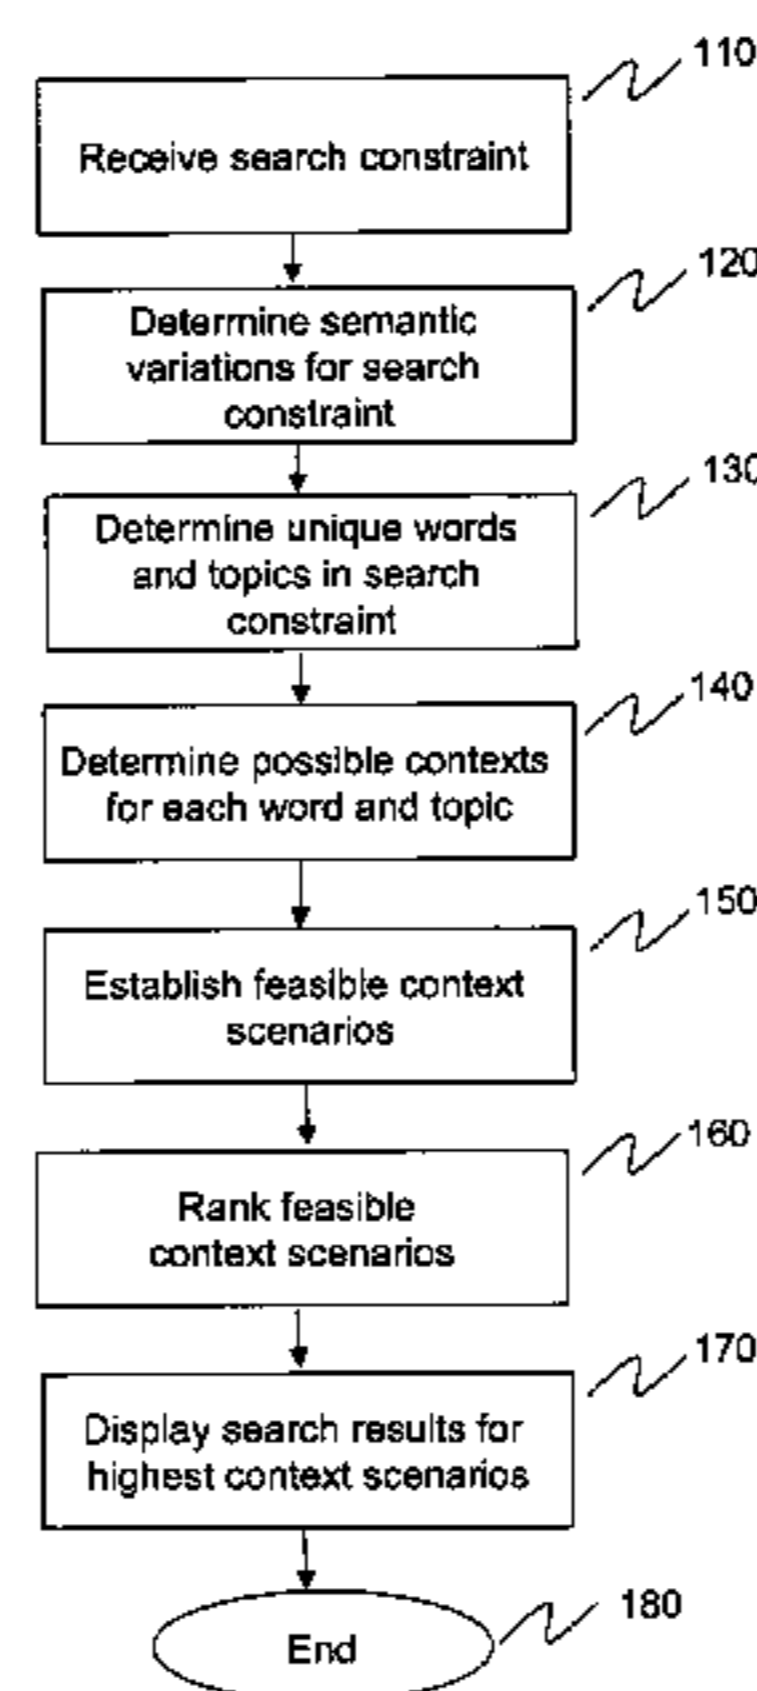 110
Receive search constraint
120
Determine semantic
variations for search
constraint
130
Determine unique words
and topics in search
constraint
140
Determine possible contexts
for each word and topic
150
Establish feasible context
scenarios
160
Rank feasible
context scenarios
170
Display search results for
highest context scenarios
180
End